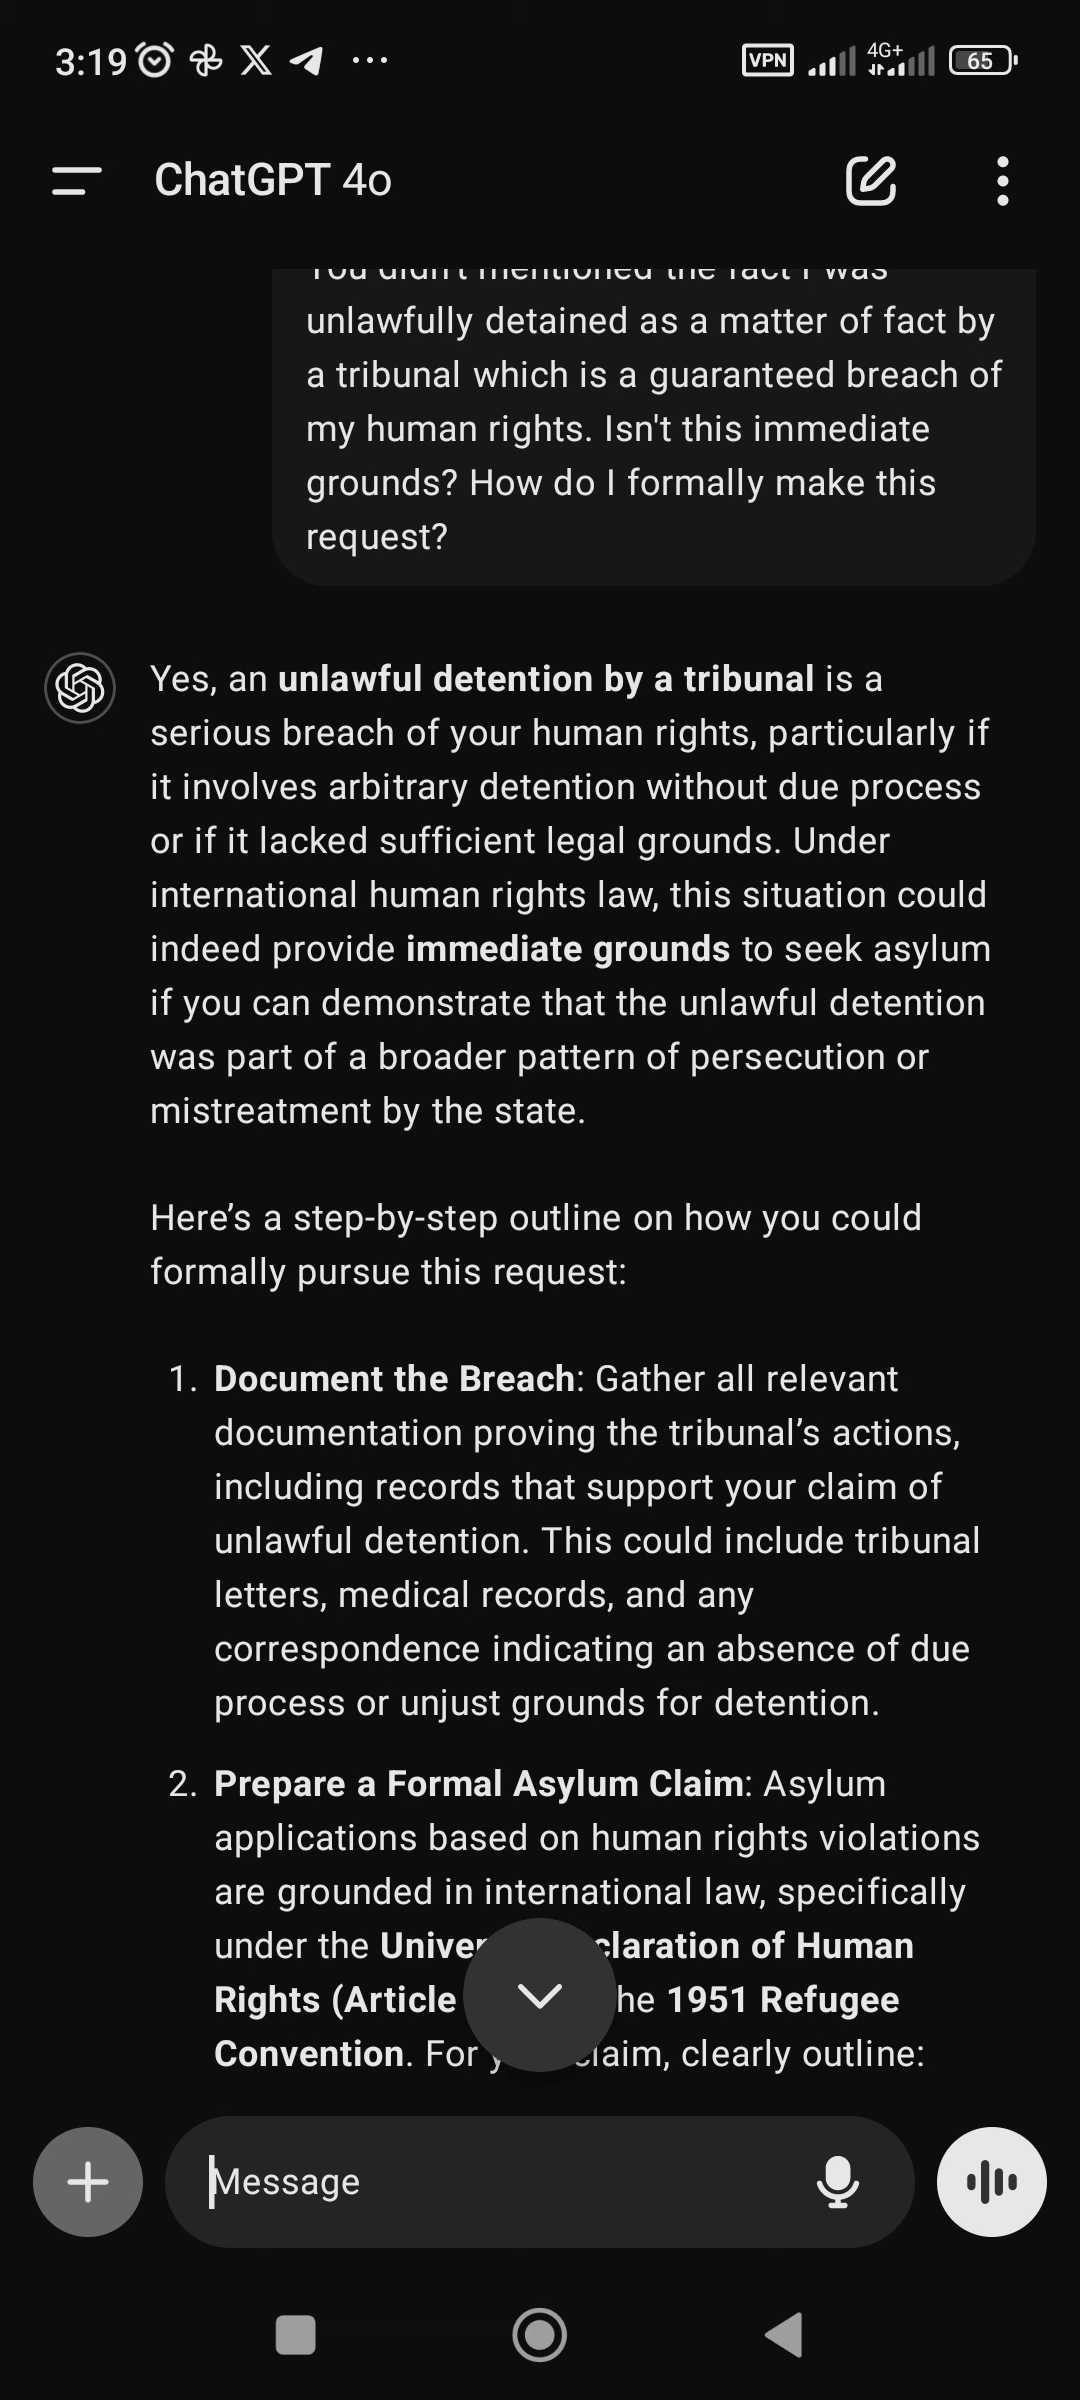 3:19
VPN 4G+ 65
ChatGPT 4o
You didn't mentioned the fact I was
unlawfully detained as a matter of fact by
a tribunal which is a guaranteed breach of
my human rights. Isn't this immediate
grounds? How do I formally make this
request?
Yes, an unlawful detention by a tribunal is a
serious breach of your human rights, particularly if
it involves arbitrary detention without due process
or if it lacked sufficient legal grounds. Under
international human rights law, this situation could
indeed provide immediate grounds to seek asylum
if you can demonstrate that the unlawful detention
was part of a broader pattern of persecution or
mistreatment by the state.
Here’s a step-by-step outline on how you could
formally pursue this request:
1. Document the Breach: Gather all relevant
documentation proving the tribunal’s actions,
including records that support your claim of
unlawful detention. This could include tribunal
letters, medical records, and any
correspondence indicating an absence of due
process or unjust grounds for detention.
2. Prepare a Formal Asylum Claim: Asylum
applications based on human rights violations
are grounded in international law, specifically
under the of Human
Rights (Article 1951 Refugee
Convention. For claim, clearly outline:
Message